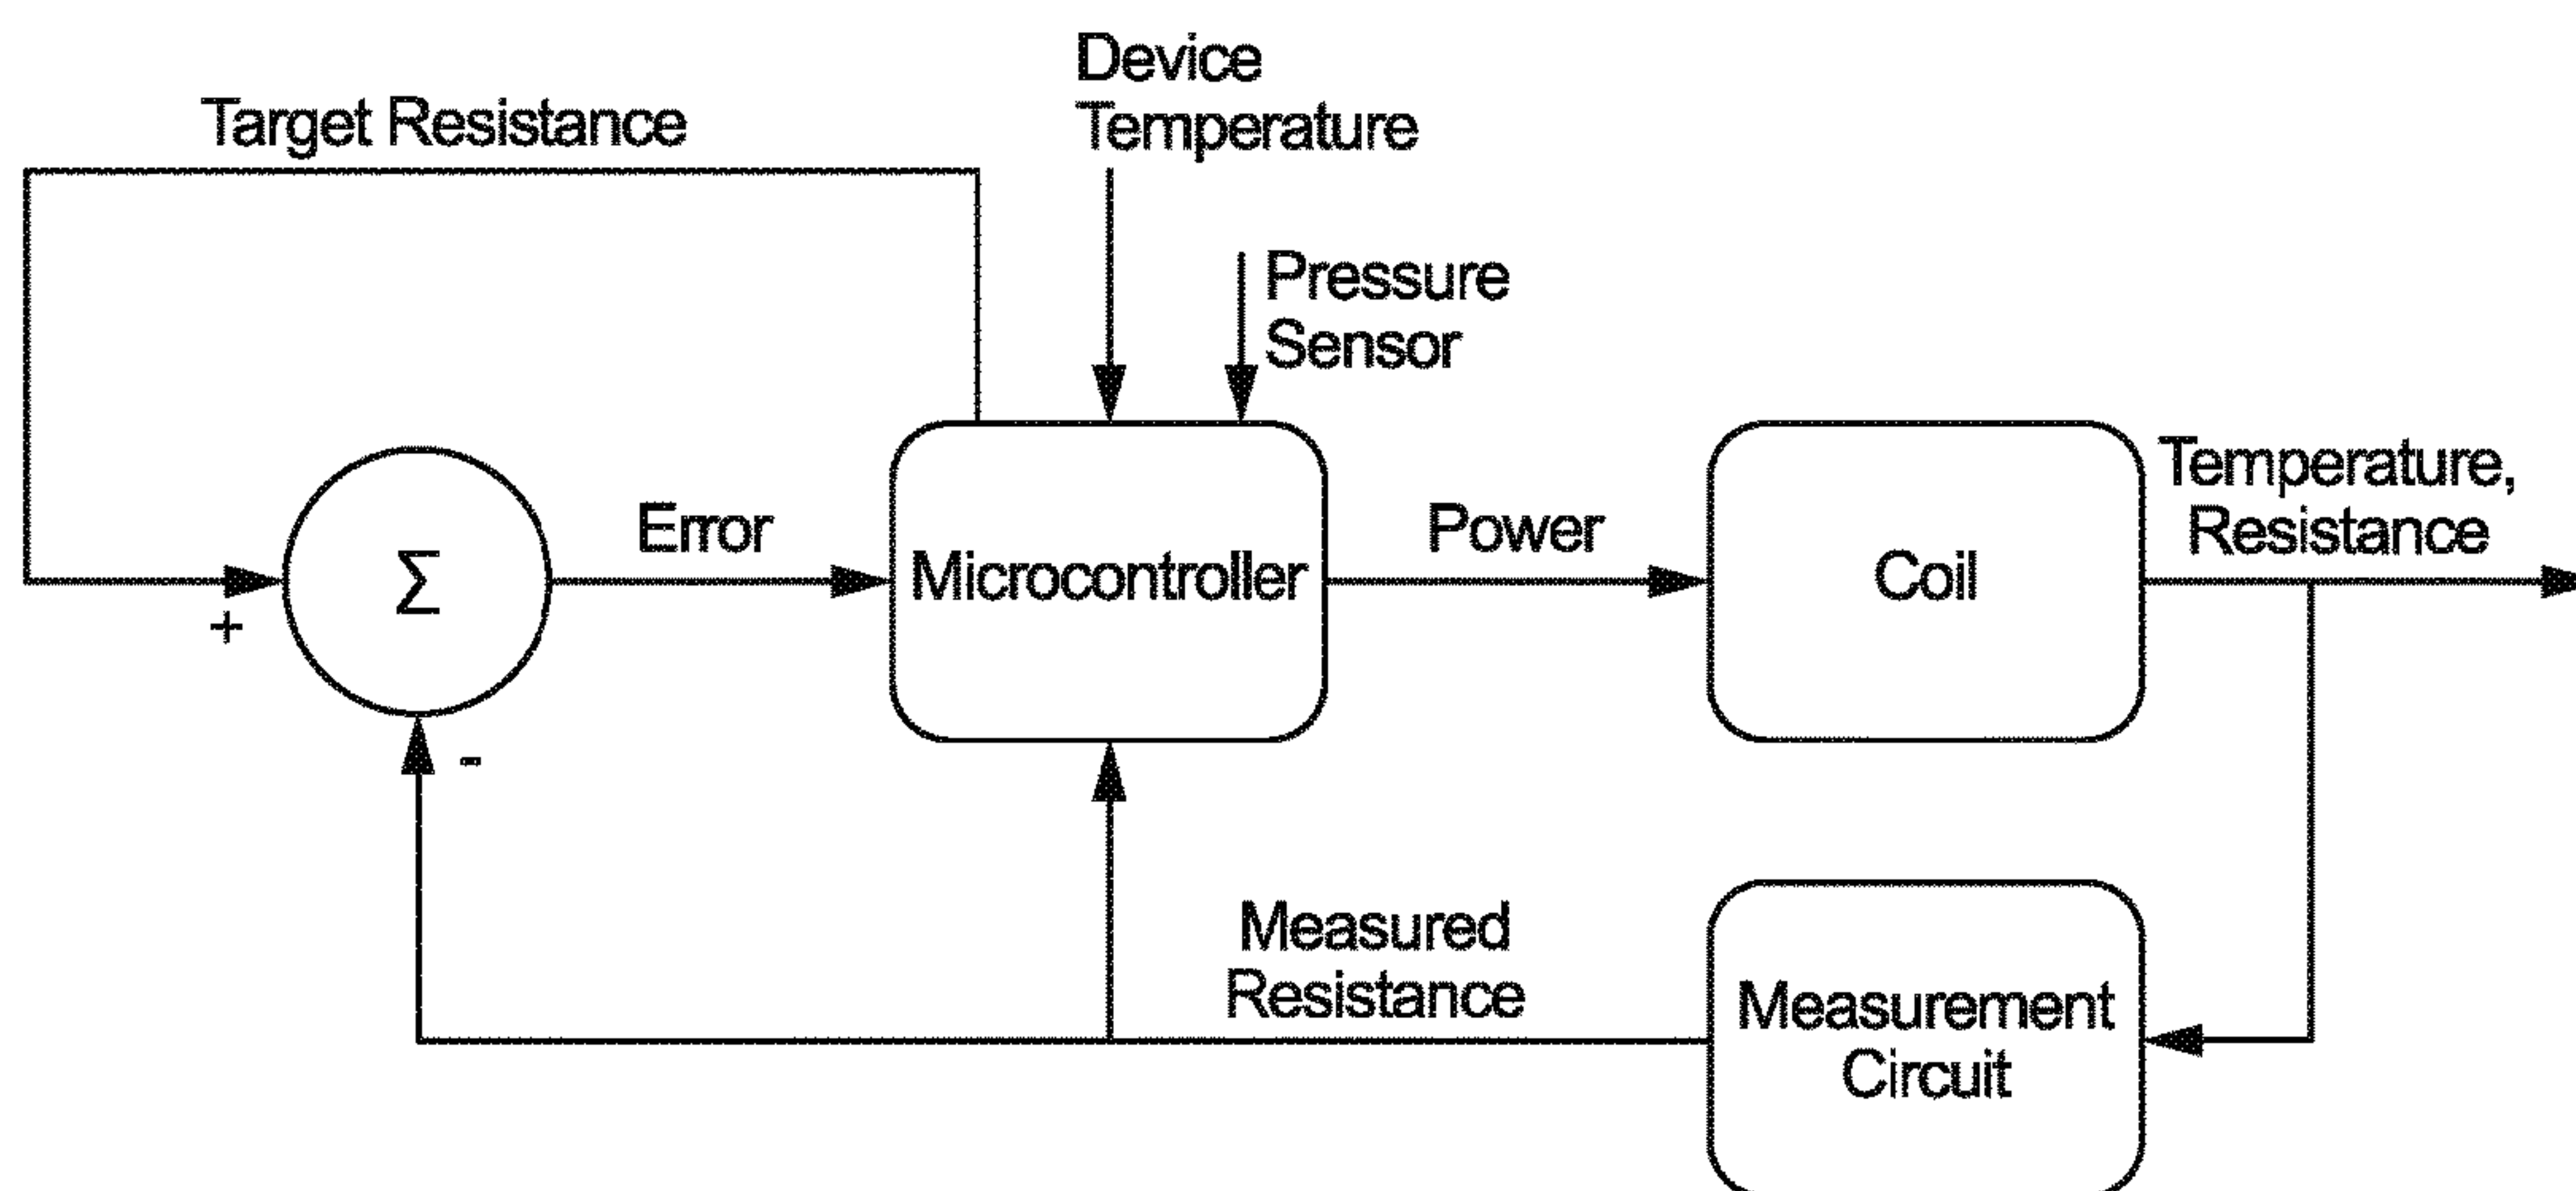 Device
Temperature
Target Resistance
Pressure
Sensor
Temperature,
Resistance
Error
Power
Σ
Microcontroller
Coil
+
-
Measured
Resistance
Measurement
Circuit